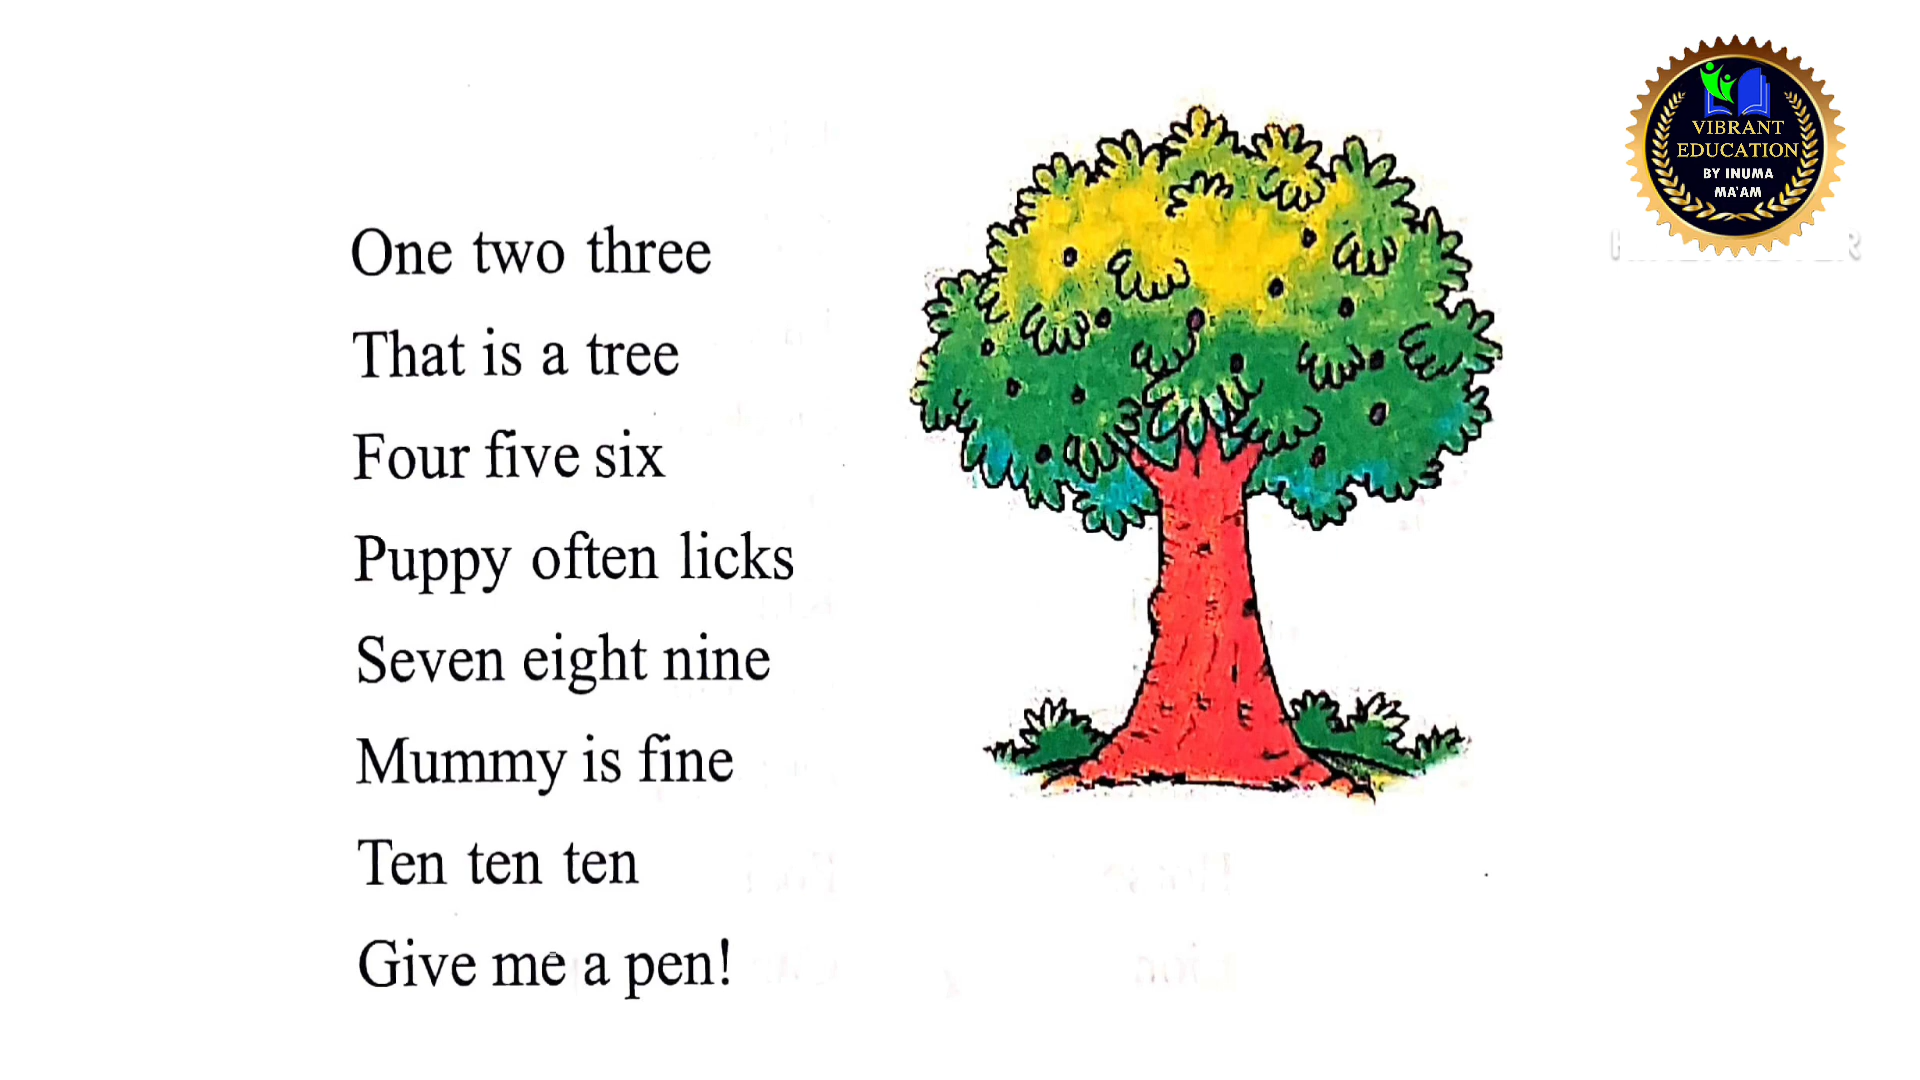 One two three
That is a tree
Four five six
Puppy often licks
Seven eight nine
Mummy is fine
Ten ten ten
Give me a pen!
VIBRANT
EDUCATION
BY INUMA
MA'AM